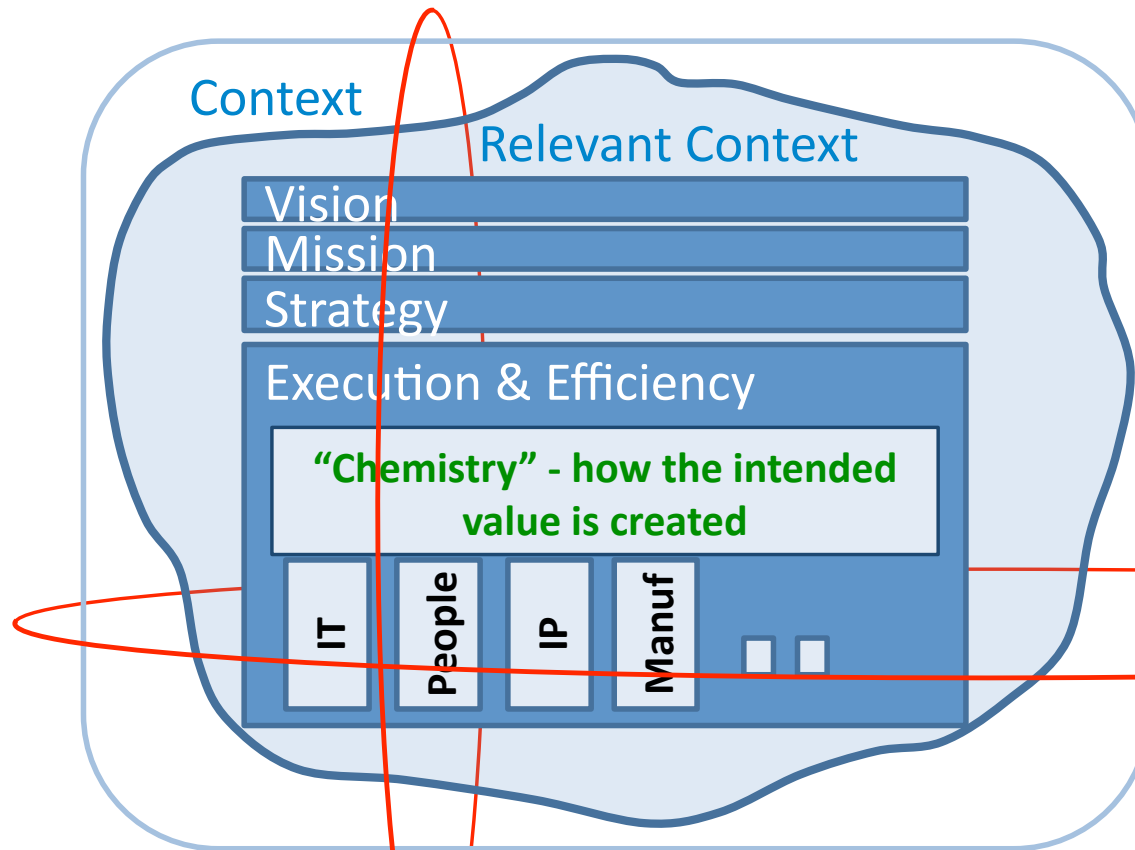 Context
Relevant Context
Vision
Mission
Strategy
Execution & Efficiency
“Chemistry” - how the intended
value is created
IT
People
IP
Manuf